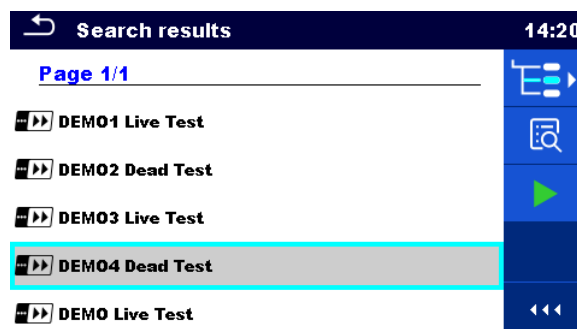 Search results
14:20
Page 1/1
DEMO1 Live Test
DEMO2 Dead Test
DEMO3 Live Test
DEMO4 Dead Test
DEMO Live Test